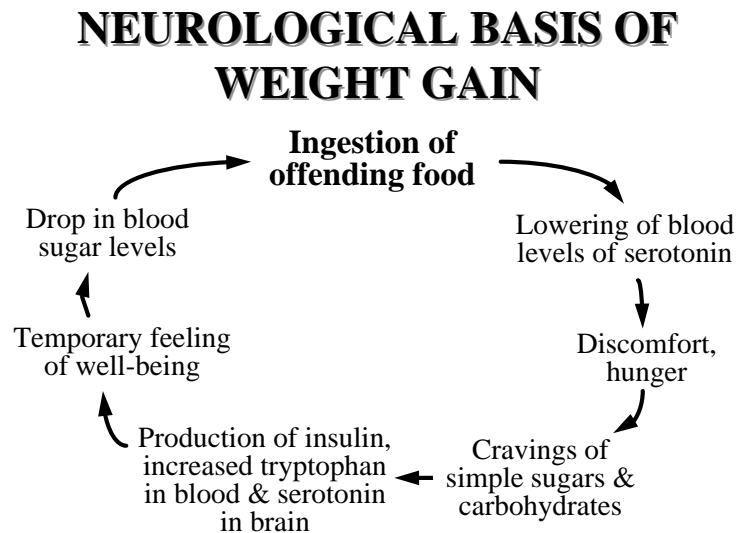 NEUROLOGICAL BASIS OF
WEIGHT GAIN
Ingestion of
offending food
Lowering of blood
levels of serotonin
Discomfort,
hunger
Cravings of
simple sugars &
carbohydrates
Production of insulin,
increased tryptophan
in blood & serotonin
in brain
Temporary feeling
of well-being
Drop in blood
sugar levels